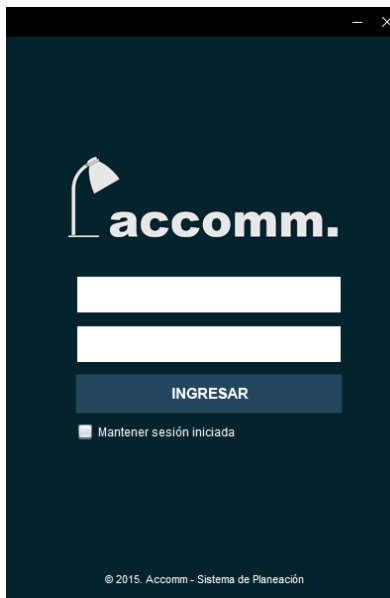 accomm.
INGRESAR
Mantener sesión iniciada
© 2015. Accomm - Sistema de Planeación